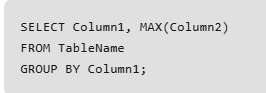 SELECT Column1, MAX(Column2)
FROM TableName
GROUP BY Column1;